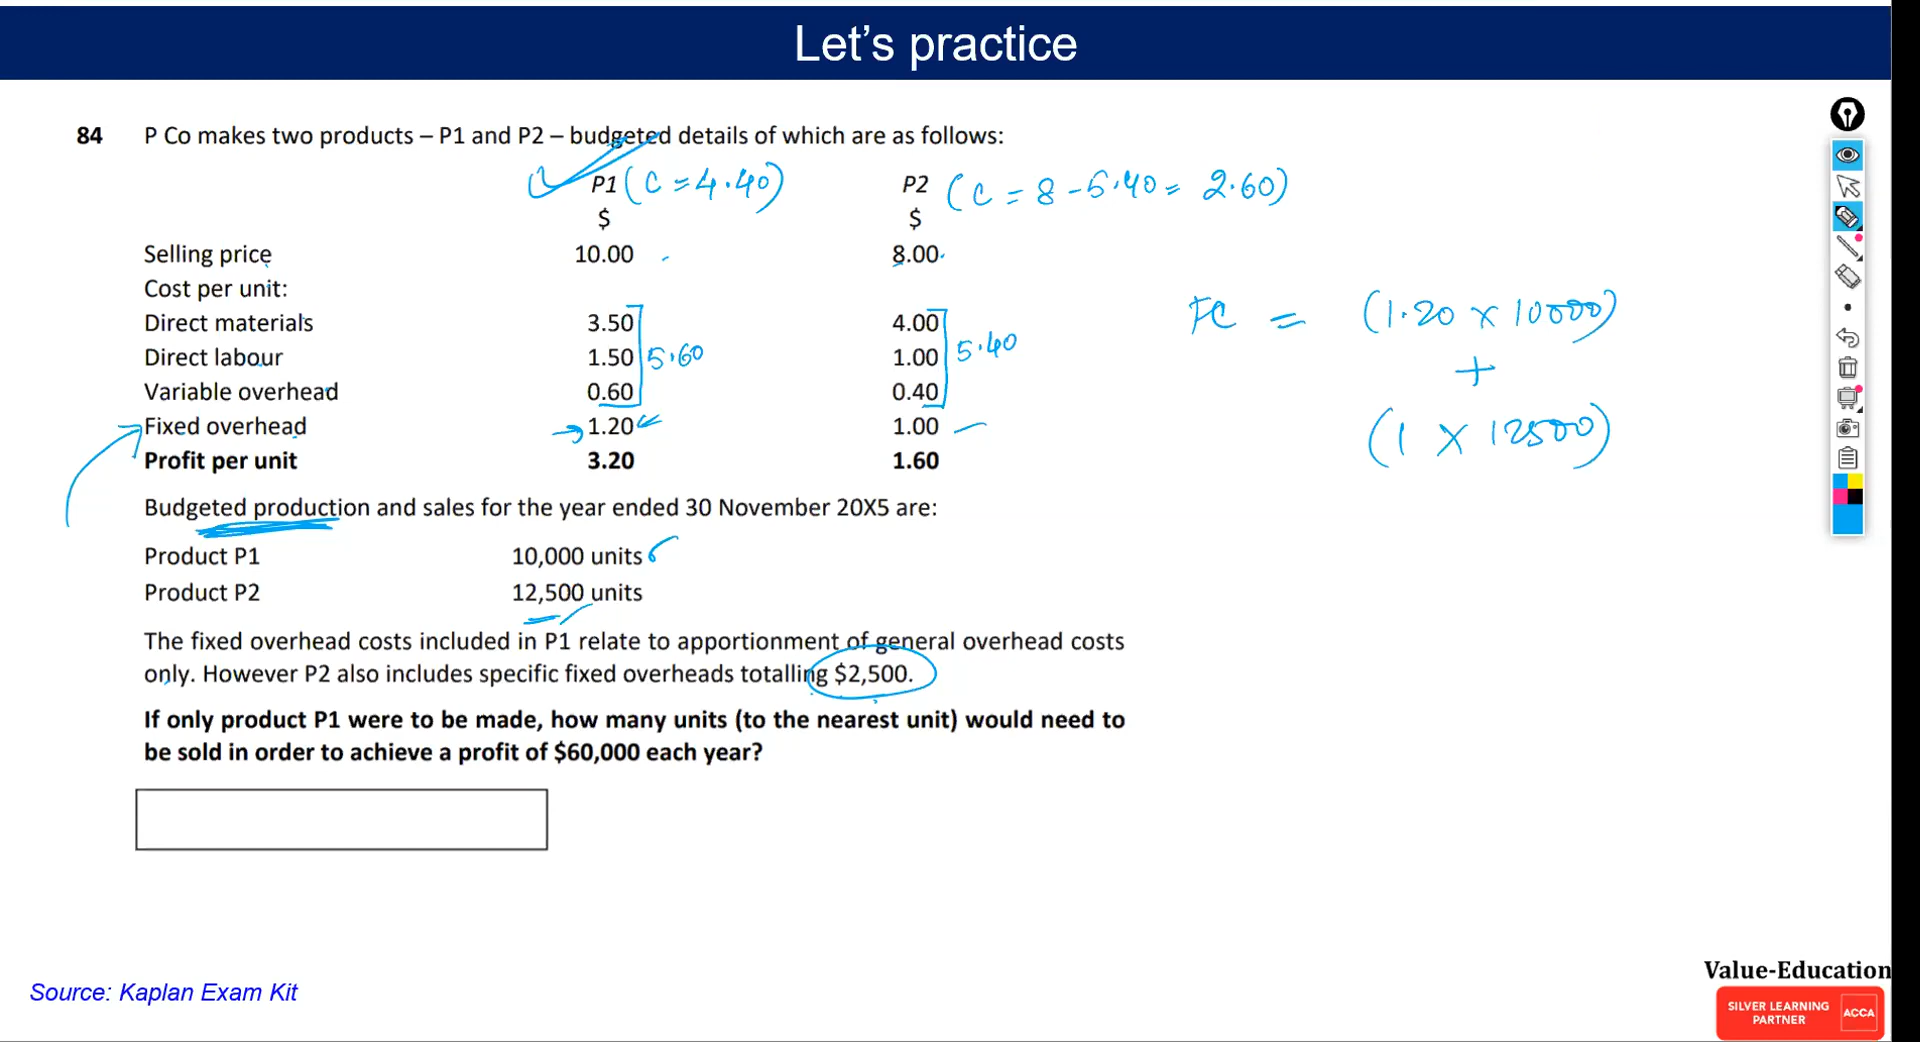 Let's practice
84 P Co makes two products – P1 and P2 – budgeted details of which are as follows:
P1 (C = 4.40) P2 (C = 8 - 5.40 = 2.60)
$ $
Selling price 10.00 8.00
Cost per unit:
Direct materials 3.50 4.00
Direct labour 1.50 1.00
Variable overhead 0.60 0.40
5.60 5.40
Fixed overhead 1.20 1.00
Profit per unit 3.20 1.60
FC = (1.20 x 10000)
+
(1 x 12500)
Budgeted production and sales for the year ended 30 November 20X5 are:
Product P1 10,000 units
Product P2 12,500 units
The fixed overhead costs included in P1 relate to apportionment of general overhead costs
only. However P2 also includes specific fixed overheads totalling $2,500.
If only product P1 were to be made, how many units (to the nearest unit) would need to
be sold in order to achieve a profit of $60,000 each year?
Source: Kaplan Exam Kit
Value-Education
SILVER LEARNING
PARTNER
ACCA